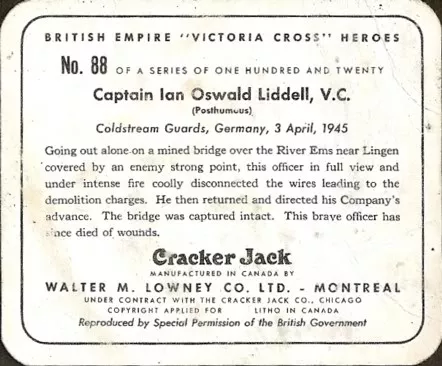 BRITISH EMPIRE "VICTORIA CROSS" HEROES
No. 88 OF A SERIES OF ONE HUNDRED AND TWENTY
Captain Ian Oswald Liddell, V.C.
(Posthumous)
Coldstream Guards, Germany, 3 April, 1945
Going out alone on a mined bridge over the River Ems near Lingen
covered by an enemy strong point, this officer in full view and
under intense fire coolly disconnected the wires leading to the
demolition charges. He then returned and directed his Company's
advance. The bridge was captured intact. This brave officer has
since died of wounds.
Cracker Jack
MANUFACTURED IN CANADA BY
WALTER M. LOWNEY CO. LTD. - MONTREAL
UNDER CONTRACT WITH THE CRACKER JACK CO., CHICAGO
COPYRIGHT APPLIED FOR LITHO IN CANADA
Reproduced by Special Permission of the British Government